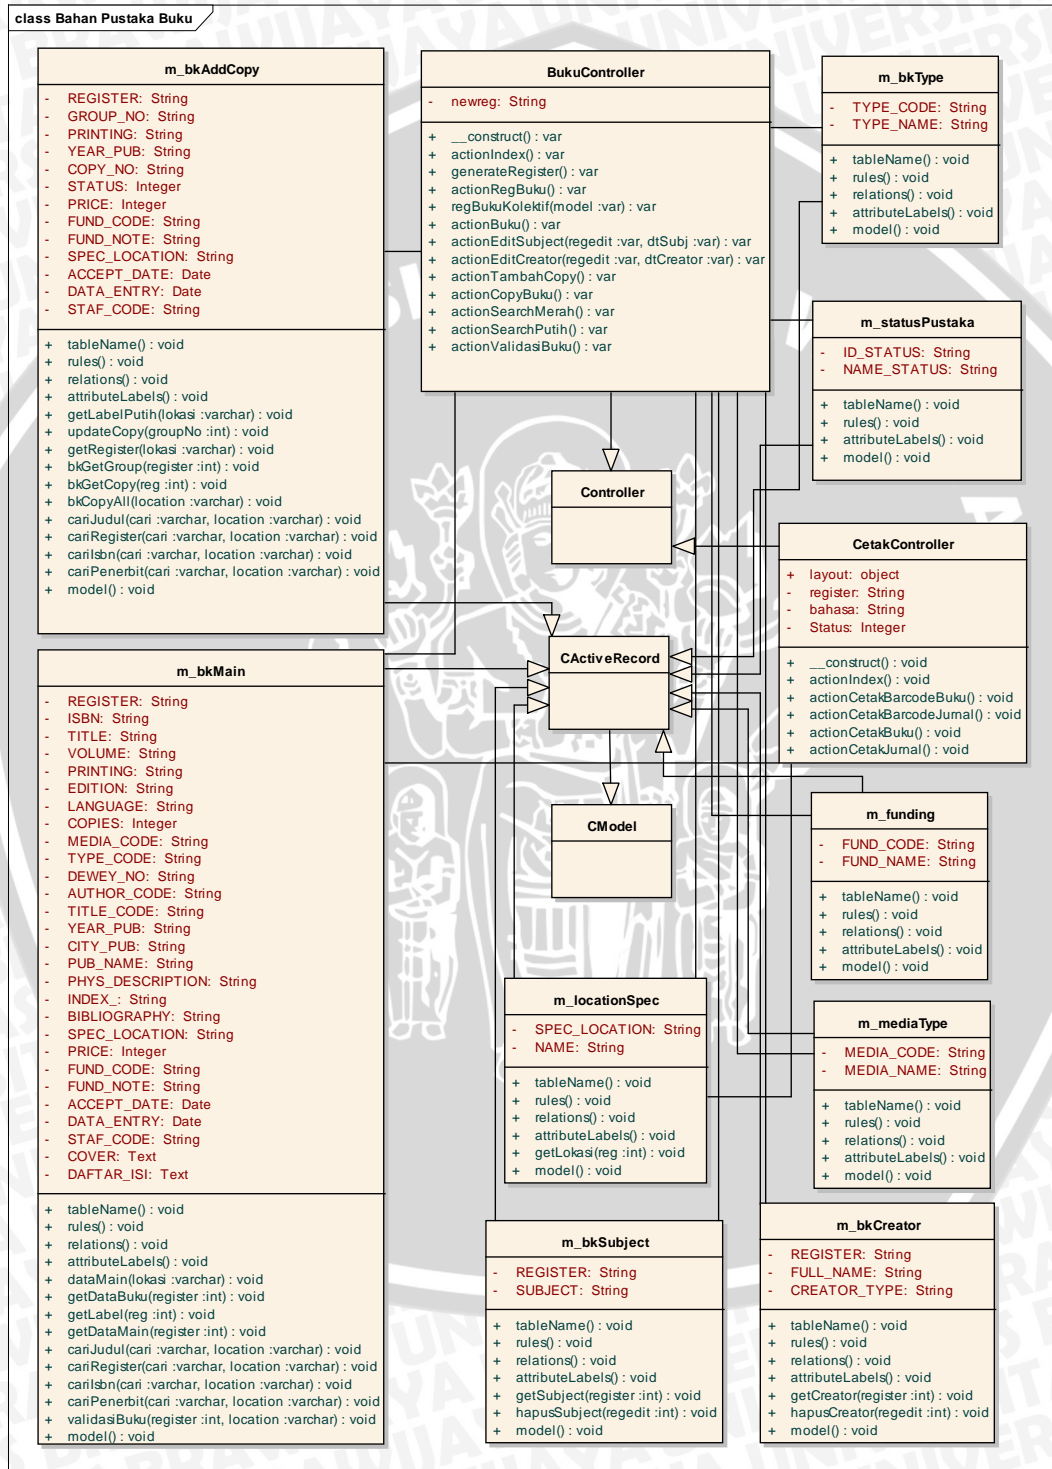 class Bahan Pustaka Buku
m_bkAddCopy
- REGISTER: String
- GROUP_NO: String
- PRINTING: String
- YEAR_PUB: String
- COPY_NO: String
- STATUS: Integer
- PRICE: Integer
- FUND_CODE: String
- FUND_NOTE: String
- SPEC_LOCATION: String
- ACCEPT_DATE: Date
- DATA_ENTRY: Date
- STAF_CODE: String
+ tableName() : void
+ rules() : void
+ relations() : void
+ attributeLabels() : void
+ getLabelPutih(lokasi :varchar) : void
+ updateCopy(groupNo :int) : void
+ getRegister(lokasi :varchar) : void
+ bkGetGroup(register :int) : void
+ bkGetCopy(reg :int) : void
+ bkCopyAll(location :varchar) : void
+ cariJudul(cari :varchar, location :varchar) : void
+ cariRegister(cari :varchar, location :varchar) : void
+ cariIsbn(cari :varchar, location :varchar) : void
+ cariPenerbit(cari :varchar, location :varchar) : void
+ model() : void
BukuController
- newreg: String
+ __construct() : var
+ actionIndex() : var
+ generateRegister() : var
+ actionRegBuku() : var
+ regBukuKolektif(model :var) : var
+ actionBuku() : var
+ actionEditSubject(regedit :var, dtSubj :var) : var
+ actionEditCreator(regedit :var, dtCreator :var) : var
+ actionTambahCopy() : var
+ actionCopyBuku() : var
+ actionSearchMerah() : var
+ actionSearchPutih() : var
+ actionValidasiBuku() : var
m_bkType
- TYPE_CODE: String
- TYPE_NAME: String
+ tableName() : void
+ rules() : void
+ relations() : void
+ attributeLabels() : void
+ model() : void
m_statusPustaka
- ID_STATUS: String
- NAME_STATUS: String
+ tableName() : void
+ rules() : void
+ attributeLabels() : void
+ model() : void
Controller
CetakController
+ layout: object
- register: String
- bahasa: String
- Status: Integer
+ __construct() : void
+ actionIndex() : void
+ actionCetakBarcodeBuku() : void
+ actionCetakBarcodeJurnal() : void
+ actionCetakBuku() : void
+ actionCetakJurnal() : void
CActiveRecord
CModel
m_bkMain
- REGISTER: String
- ISBN: String
- TITLE: String
- VOLUME: String
- PRINTING: String
- EDITION: String
- LANGUAGE: String
- COPIES: Integer
- MEDIA_CODE: String
- TYPE_CODE: String
- DEWEY_NO: String
- AUTHOR_CODE: String
- TITLE_CODE: String
- YEAR_PUB: String
- CITY_PUB: String
- PUB_NAME: String
- PHYS_DESCRIPTION: String
- INDEX_: String
- BIBLIOGRAPHY: String
- SPEC_LOCATION: String
- PRICE: Integer
- FUND_CODE: String
- FUND_NOTE: String
- ACCEPT_DATE: Date
- DATA_ENTRY: Date
- STAF_CODE: String
- COVER: Text
- DAFTAR_ISI: Text
+ tableName() : void
+ rules() : void
+ relations() : void
+ attributeLabels() : void
+ dataMain(lokasi :varchar) : void
+ getDataBuku(register :int) : void
+ getLabel(reg :int) : void
+ getDataMain(register :int) : void
+ cariJudul(cari :varchar, location :varchar) : void
+ cariRegister(cari :varchar, location :varchar) : void
+ cariIsbn(cari :varchar, location :varchar) : void
+ cariPenerbit(cari :varchar, location :varchar) : void
+ validasiBuku(register :int, location :varchar) : void
+ model() : void
m_funding
- FUND_CODE: String
- FUND_NAME: String
+ tableName() : void
+ rules() : void
+ relations() : void
+ attributeLabels() : void
+ model() : void
m_locationSpec
- SPEC_LOCATION: String
- NAME: String
+ tableName() : void
+ rules() : void
+ relations() : void
+ attributeLabels() : void
+ getLokasi(reg :int) : void
+ model() : void
m_mediaType
- MEDIA_CODE: String
- MEDIA_NAME: String
+ tableName() : void
+ rules() : void
+ relations() : void
+ attributeLabels() : void
+ model() : void
m_bkSubject
- REGISTER: String
- SUBJECT: String
+ tableName() : void
+ rules() : void
+ relations() : void
+ attributeLabels() : void
+ getSubject(register :int) : void
+ hapusSubject(regedit :int) : void
+ model() : void
m_bkCreator
- REGISTER: String
- FULL_NAME: String
- CREATOR_TYPE: String
+ tableName() : void
+ rules() : void
+ relations() : void
+ attributeLabels() : void
+ getCreator(register :int) : void
+ hapusCreator(regedit :int) : void
+ model() : void